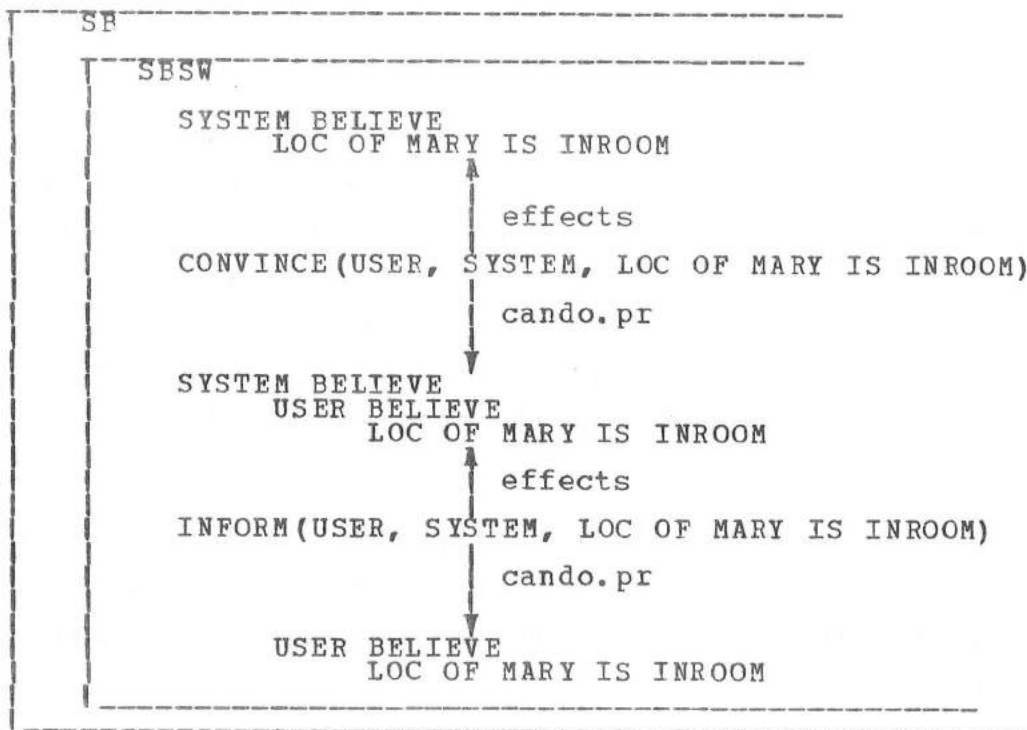 SB
SBSW
SYSTEM BELIEVE
LOC OF MARY IS INROOM
effects
CONVINCE(USER, SYSTEM, LOC OF MARY IS INROOM)
cando.pr
SYSTEM BELIEVE
USER BELIEVE
LOC OF MARY IS INROOM
effects
INFORM(USER, SYSTEM, LOC OF MARY IS INROOM)
cando.pr
USER BELIEVE
LOC OF MARY IS INROOM